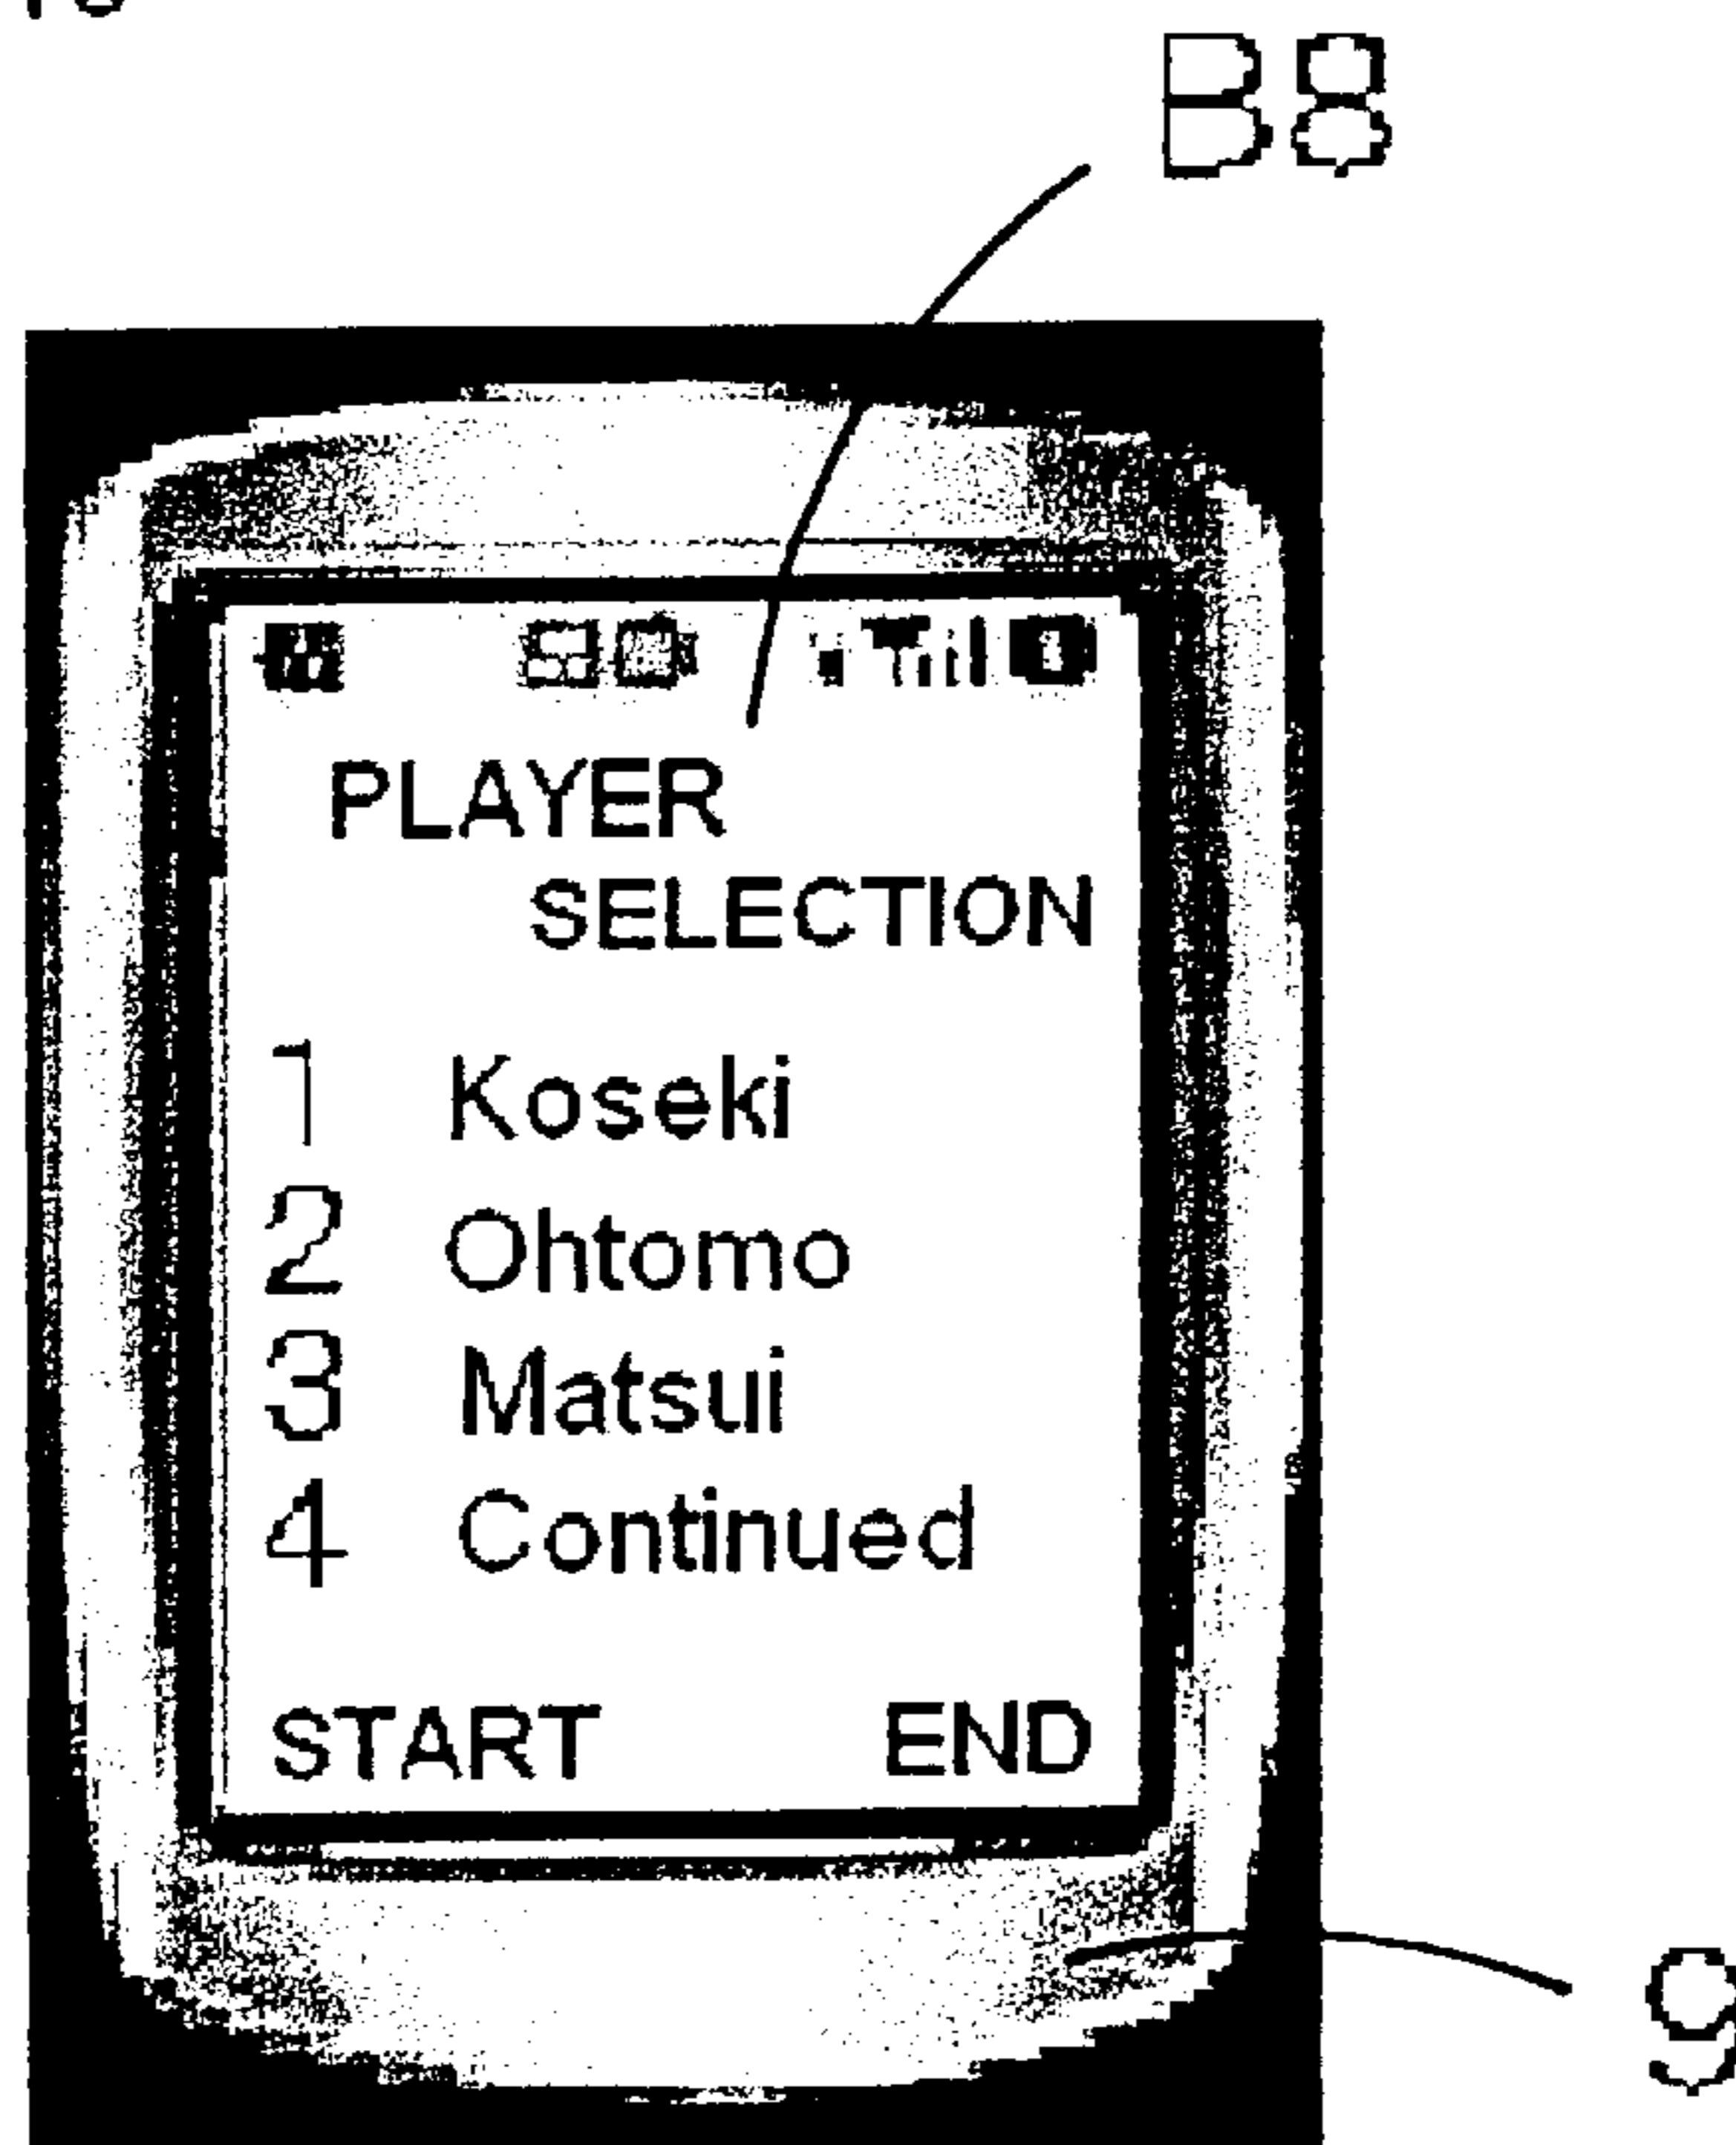 B8
PLAYER
SELECTION
1 Koseki
2 Ohtomo
3 Matsui
4 Continued
START END
9